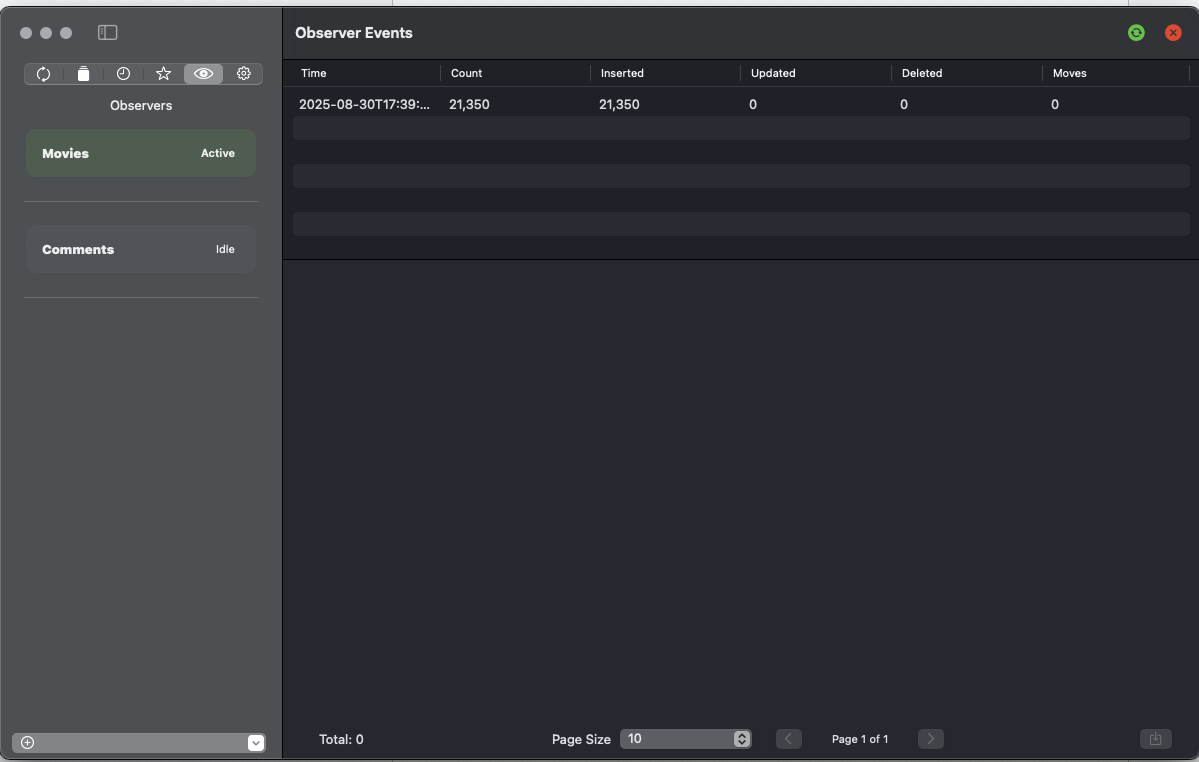 Observer Events
Observers
Movies Active
Comments Idle
Time Count Inserted Updated Deleted Moves
2025-08-30T17:39:... 21,350 21,350 0 0 0
Total: 0 Page Size 10 Page 1 of 1